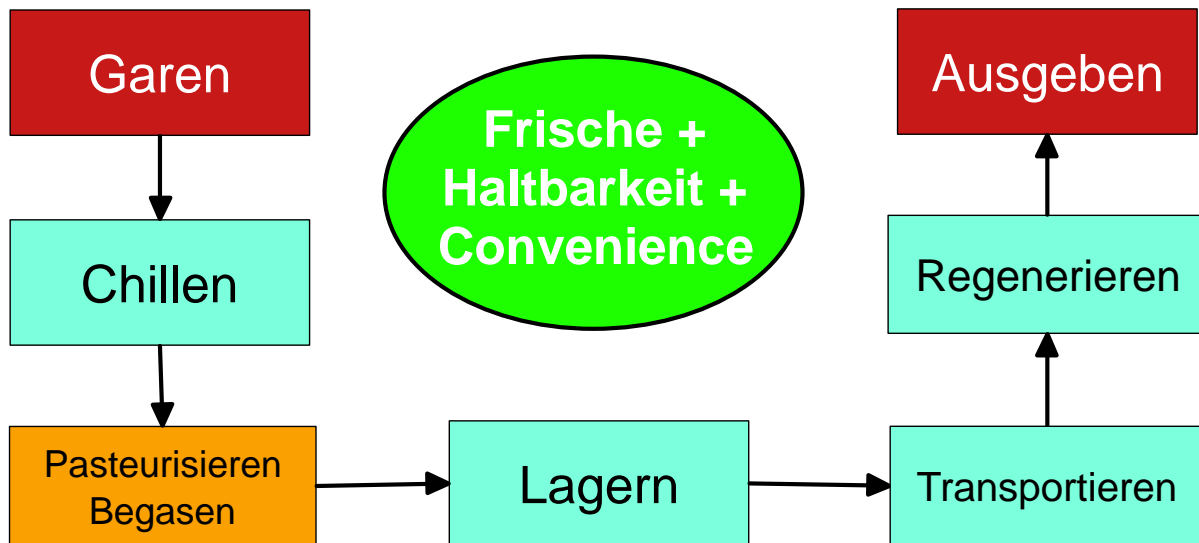 Garen
Chillen
Pasteurisieren
Begasen
Lagern
Transportieren
Regenerieren
Ausgeben
Frische +
Haltbarkeit +
Convenience